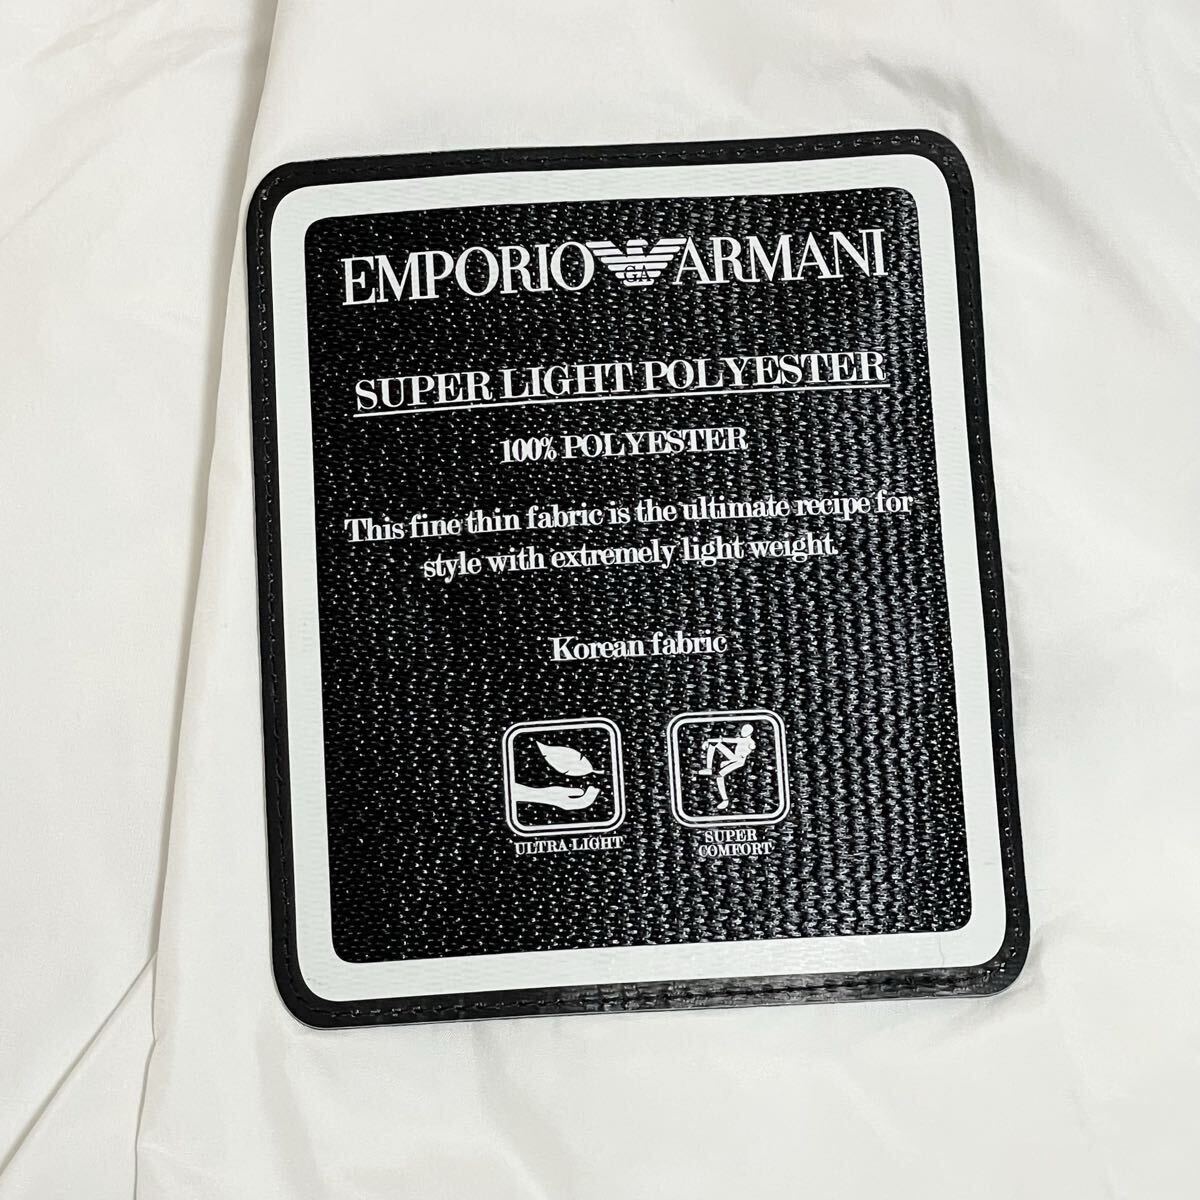 EMPORIO GA ARMANI
SUPER LIGHT POLYESTER
100% POLYESTER
This fine thin fabric is the ultimate recipe for
style with extremely light weight.
Korean fabric
ULTRA-LIGHT
SUPER
COMFORT